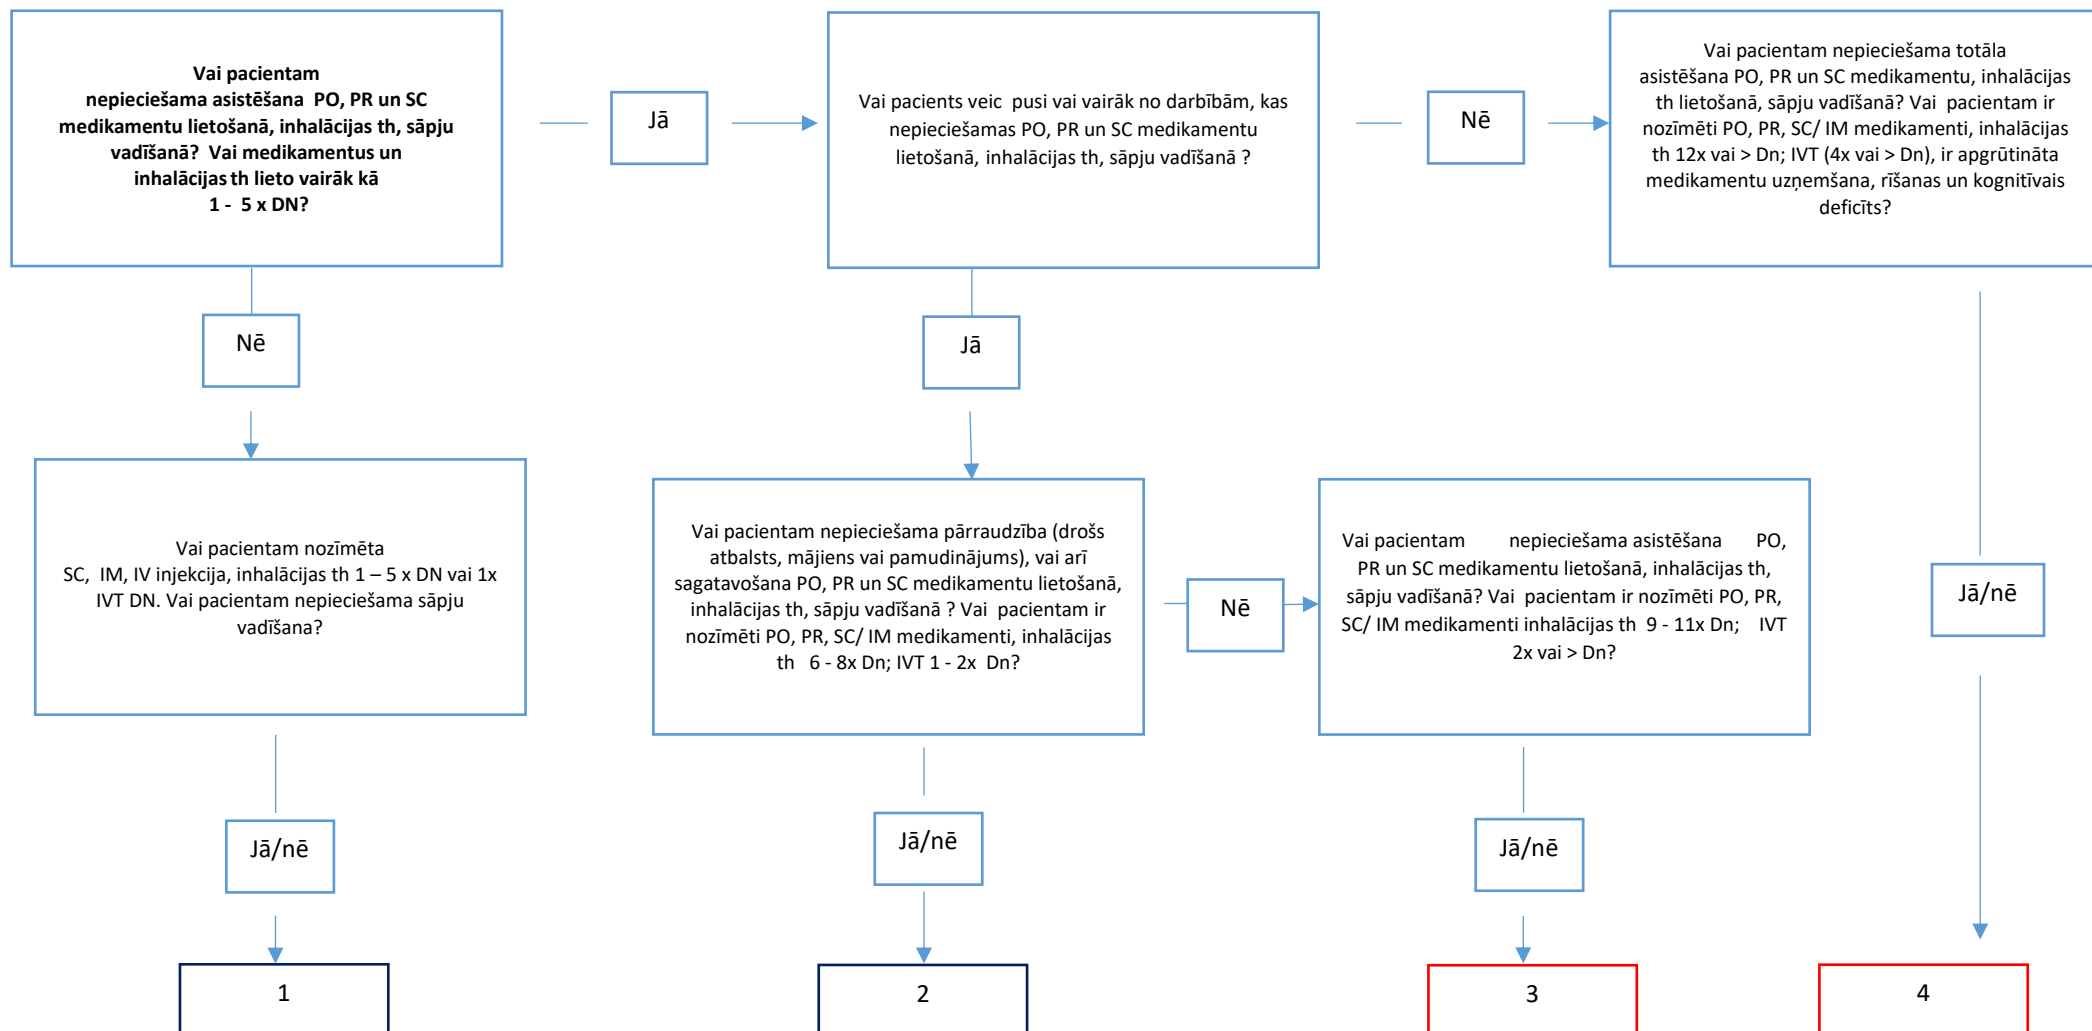 Vai pacientam
nepieciešama asistēšana PO, PR un SC
medikamentu lietošanā, inhalācijas th, sāpju
vadīšanā? Vai medikamentus un
inhalācijas th lieto vairāk kā
1 - 5 x DN?
Jā
Vai pacients veic pusi vai vairāk no darbībām, kas
nepieciešamas PO, PR un SC medikamentu
lietošanā, inhalācijas th, sāpju vadīšanā ?
Nē
Vai pacientam nepieciešama totāla
asistēšana PO, PR un SC medikamentu, inhalācijas
th lietošanā, sāpju vadīšanā? Vai pacientam ir
nozīmēti PO, PR, SC/ IM medikamenti, inhalācijas
th 12x vai > Dn; IVT (4x vai > Dn), ir apgrūtināta
medikamentu uzņemšana, rīšanas un kognitīvais
deficīts?
Nē
Jā
Vai pacientam nozīmēta
SC, IM, IV injekcija, inhalācijas th 1 – 5 x DN vai 1x
IVT DN. Vai pacientam nepieciešama sāpju
vadīšana?
Vai pacientam nepieciešama pārraudzība (drošs
atbalsts, mājiens vai pamudinājums), vai arī
sagatavošana PO, PR un SC medikamentu lietošanā,
inhalācijas th, sāpju vadīšanā ? Vai pacientam ir
nozīmēti PO, PR, SC/ IM medikamenti, inhalācijas
th 6 - 8x Dn; IVT 1 - 2x Dn?
Nē
Vai pacientam nepieciešama asistēšana PO,
PR un SC medikamentu lietošanā, inhalācijas th,
sāpju vadīšanā? Vai pacientam ir nozīmēti PO, PR,
SC/ IM medikamenti inhalācijas th 9 - 11x Dn; IVT
2x vai > Dn?
Jā/nē
Jā/nē
Jā/nē
Jā/nē
1
2
3
4